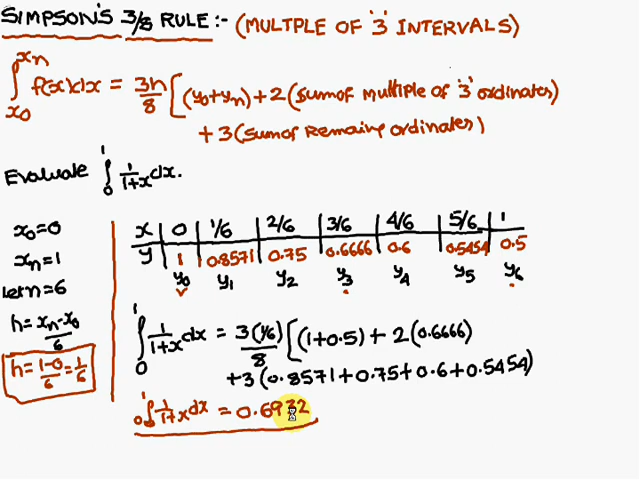 SIMPSON'S 3/8 RULE :- (MULTPLE OF '3' INTERVALS)
∫x0^xn f(x)dx = 3h/8 [(y0+yn)+2(Sum of Multiple of '3' ordinates)
+3(Sum of Remaing ordinates)
Evaluate ∫0^1 1/1+x dx.
x0=0
xn=1
let n=6
h=xn-x0/6
h=1-0/6=1/6
x 0 1/6 2/6 3/6 4/6 5/6 1
y 1 0.8571 0.75 0.6666 0.6 0.5454 0.5
y0 y1 y2 y3 y4 y5 y6
∫0^1 1/1+x dx = 3(1/6)/8 [(1+0.5)+2(0.6666)
+3(0.8571+0.75+0.6+0.5454)
0∫1 1/1+x dx = 0.6932